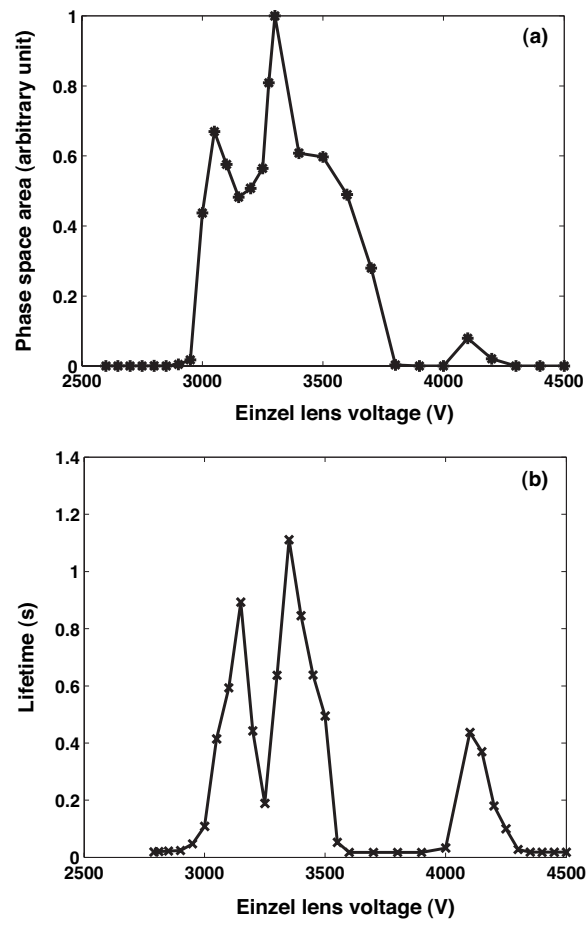 (a)
Phase space area (arbitrary unit)
1
0.8
0.6
0.4
0.2
0
2500 3000 3500 4000 4500
Einzel lens voltage (V)
(b)
Lifetime (s)
1.4
1.2
1
0.8
0.6
0.4
0.2
0
2500 3000 3500 4000 4500
Einzel lens voltage (V)